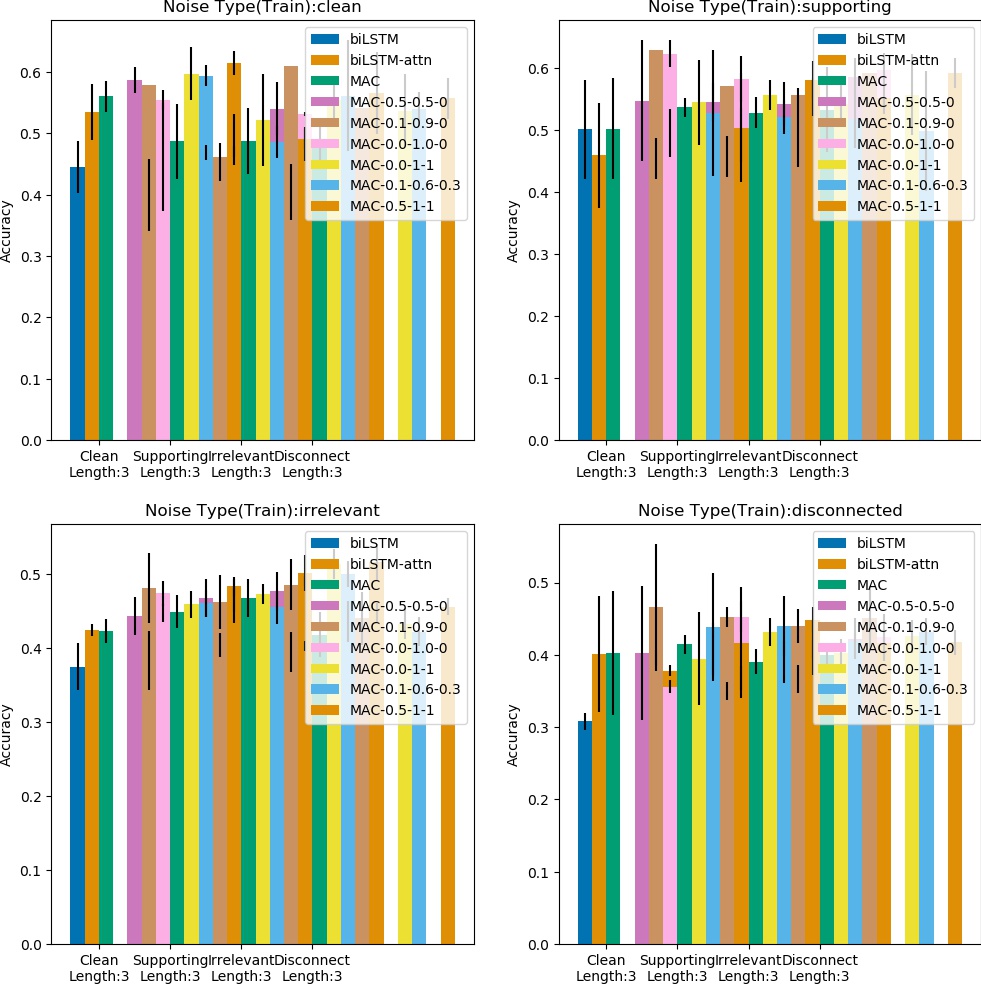 Noise Type(Train):clean
Accuracy
0.6
0.5
0.4
0.3
0.2
0.1
0.0
biLSTM
biLSTM-attn
MAC
MAC-0.5-0.5-0
MAC-0.1-0.9-0
MAC-0.0-1.0-0
MAC-0.0-1-1
MAC-0.1-0.6-0.3
MAC-0.5-1-1
Clean Supporting Irrelevant Disconnect
Length:3 Length:3 Length:3 Length:3
Noise Type(Train):supporting
Accuracy
0.6
0.5
0.4
0.3
0.2
0.1
0.0
biLSTM
biLSTM-attn
MAC
MAC-0.5-0.5-0
MAC-0.1-0.9-0
MAC-0.0-1.0-0
MAC-0.0-1-1
MAC-0.1-0.6-0.3
MAC-0.5-1-1
Clean Supporting Irrelevant Disconnect
Length:3 Length:3 Length:3 Length:3
Noise Type(Train):irrelevant
Accuracy
0.5
0.4
0.3
0.2
0.1
0.0
biLSTM
biLSTM-attn
MAC
MAC-0.5-0.5-0
MAC-0.1-0.9-0
MAC-0.0-1.0-0
MAC-0.0-1-1
MAC-0.1-0.6-0.3
MAC-0.5-1-1
Clean Supporting Irrelevant Disconnect
Length:3 Length:3 Length:3 Length:3
Noise Type(Train):disconnected
Accuracy
0.5
0.4
0.3
0.2
0.1
0.0
biLSTM
biLSTM-attn
MAC
MAC-0.5-0.5-0
MAC-0.1-0.9-0
MAC-0.0-1.0-0
MAC-0.0-1-1
MAC-0.1-0.6-0.3
MAC-0.5-1-1
Clean Supporting Irrelevant Disconnect
Length:3 Length:3 Length:3 Length:3